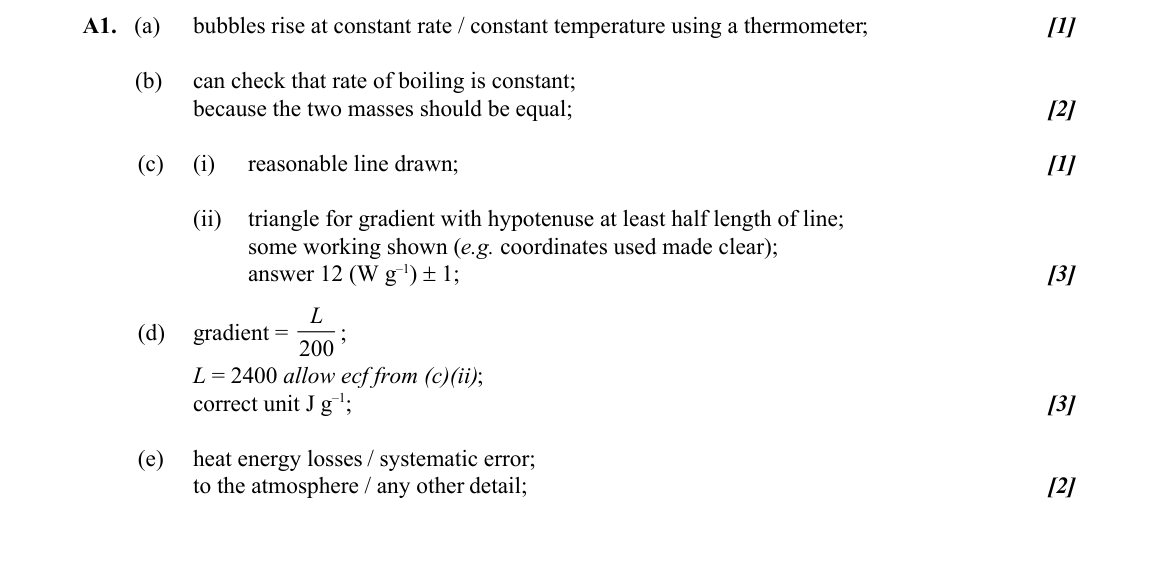 A1. (a) bubbles rise at constant rate / constant temperature using a thermometer; [1]
(b) can check that rate of boiling is constant;
because the two masses should be equal; [2]
(c) (i) reasonable line drawn; [1]
(ii) triangle for gradient with hypotenuse at least half length of line;
some working shown (e.g. coordinates used made clear);
answer 12 (W g⁻¹) ± 1; [3]
(d) gradient = L/200 ;
L = 2400 allow ecf from (c)(ii);
correct unit J g⁻¹; [3]
(e) heat energy losses / systematic error;
to the atmosphere / any other detail; [2]